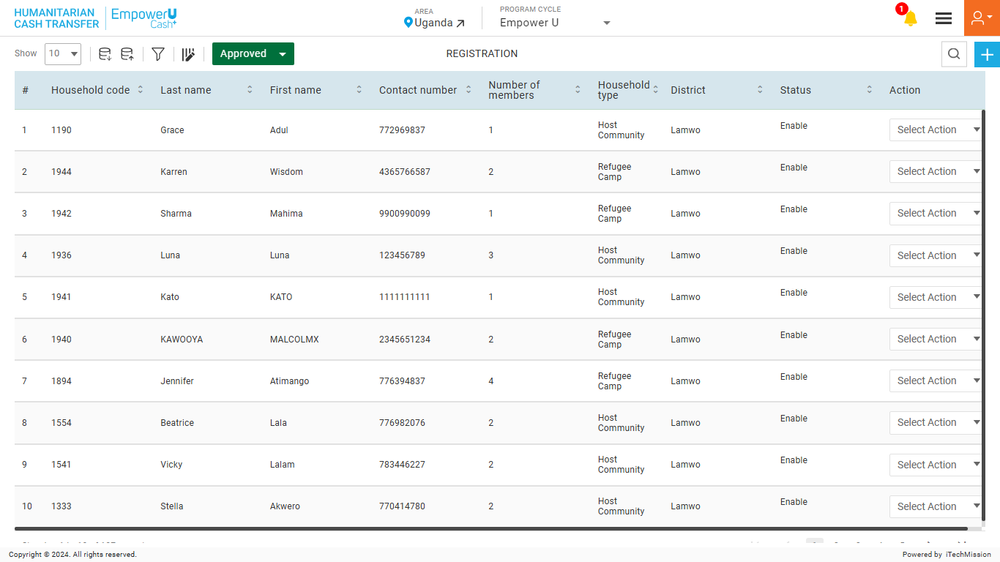 HUMANITARIAN
CASH TRANSFER
EmpowerU
Cash+
AREA
Uganda
PROGRAM CYCLE
Empower U
1
Show 10 Approved REGISTRATION
# Household code Last name First name Contact number Number of members Household type District Status Action
1 1190 Grace Adul 772969837 1 Host Community Lamwo Enable Select Action
2 1944 Karren Wisdom 4365766587 2 Refugee Camp Lamwo Enable Select Action
3 1942 Sharma Mahima 9900990099 1 Refugee Camp Lamwo Enable Select Action
4 1936 Luna Luna 123456789 3 Host Community Lamwo Enable Select Action
5 1941 Kato KATO 1111111111 1 Host Community Lamwo Enable Select Action
6 1940 KAWOOYA MALCOLMX 2345651234 2 Refugee Camp Lamwo Enable Select Action
7 1894 Jennifer Atimango 776394837 4 Refugee Camp Lamwo Enable Select Action
8 1554 Beatrice Lala 776982076 2 Host Community Lamwo Enable Select Action
9 1541 Vicky Lalam 783446227 2 Host Community Lamwo Enable Select Action
10 1333 Stella Akwero 770414780 2 Host Community Lamwo Enable Select Action
Copyright © 2024. All rights reserved. Powered by iTechMission